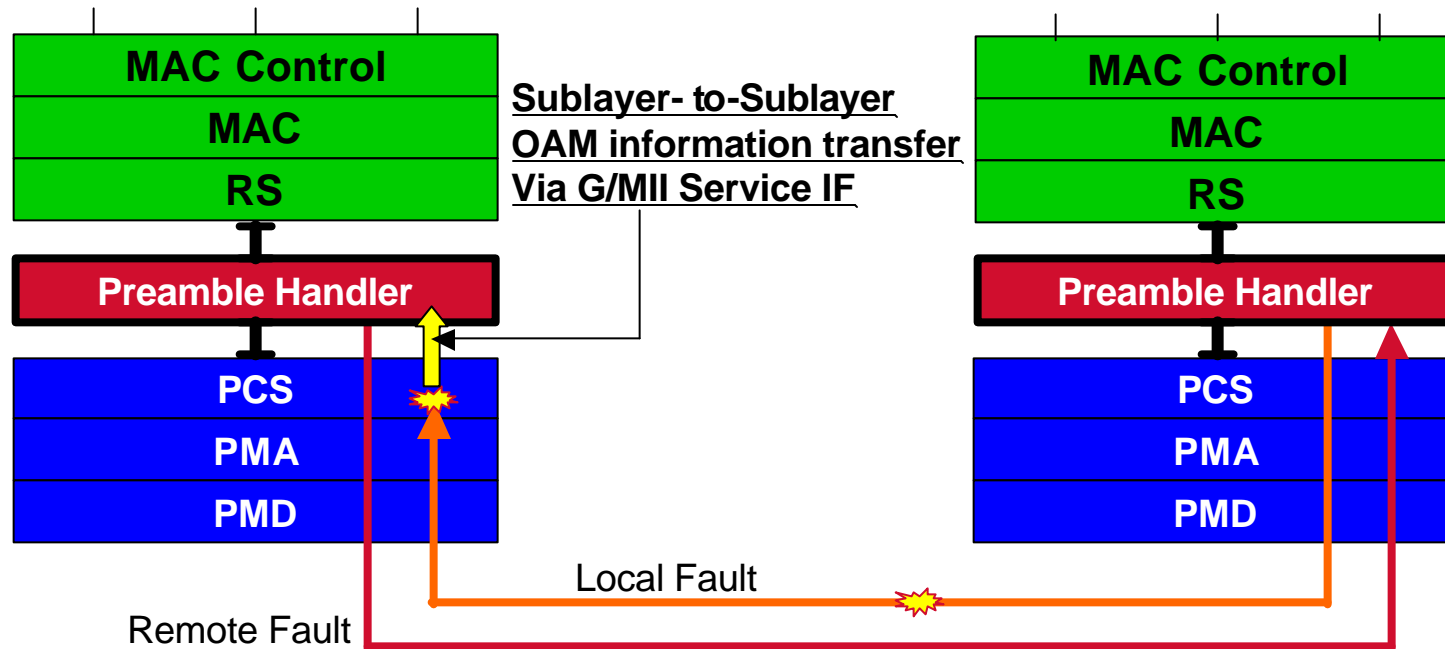 MAC Control
MAC
RS
Preamble Handler
PCS
PMA
PMD
Sublayer- to-Sublayer
OAM information transfer
Via G/MII Service IF
MAC Control
MAC
RS
Preamble Handler
PCS
PMA
PMD
Local Fault
Remote Fault